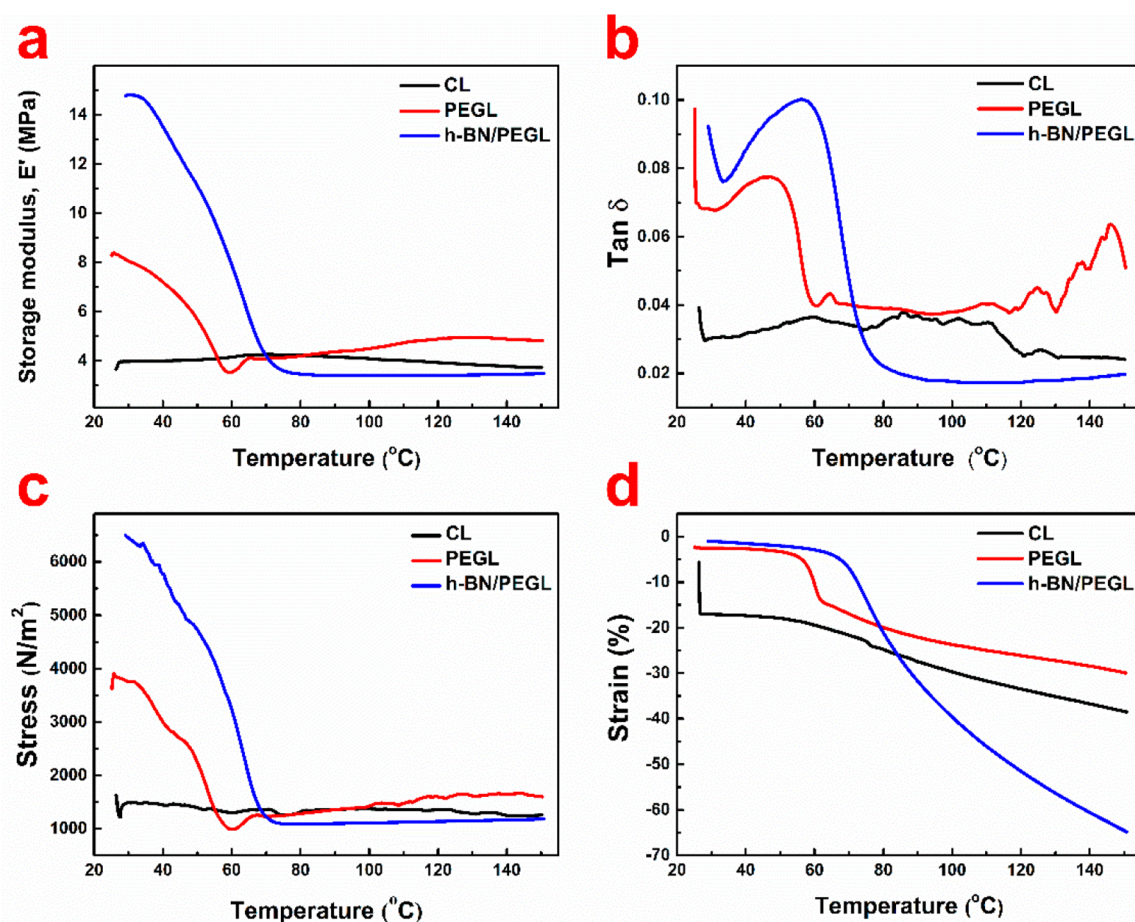 a
Storage modulus, E' (MPa)
14
12
10
8
6
4
20 40 60 80 100 120 140
Temperature (°C)
CL
PEGL
h-BN/PEGL
b
Tan δ
0.10
0.08
0.06
0.04
0.02
20 40 60 80 100 120 140
Temperature (°C)
CL
PEGL
h-BN/PEGL
c
Stress (N/m²)
6000
5000
4000
3000
2000
1000
20 40 60 80 100 120 140
Temperature (°C)
CL
PEGL
h-BN/PEGL
d
Strain (%)
0
-10
-20
-30
-40
-50
-60
-70
20 40 60 80 100 120 140
Temperature (°C)
CL
PEGL
h-BN/PEGL